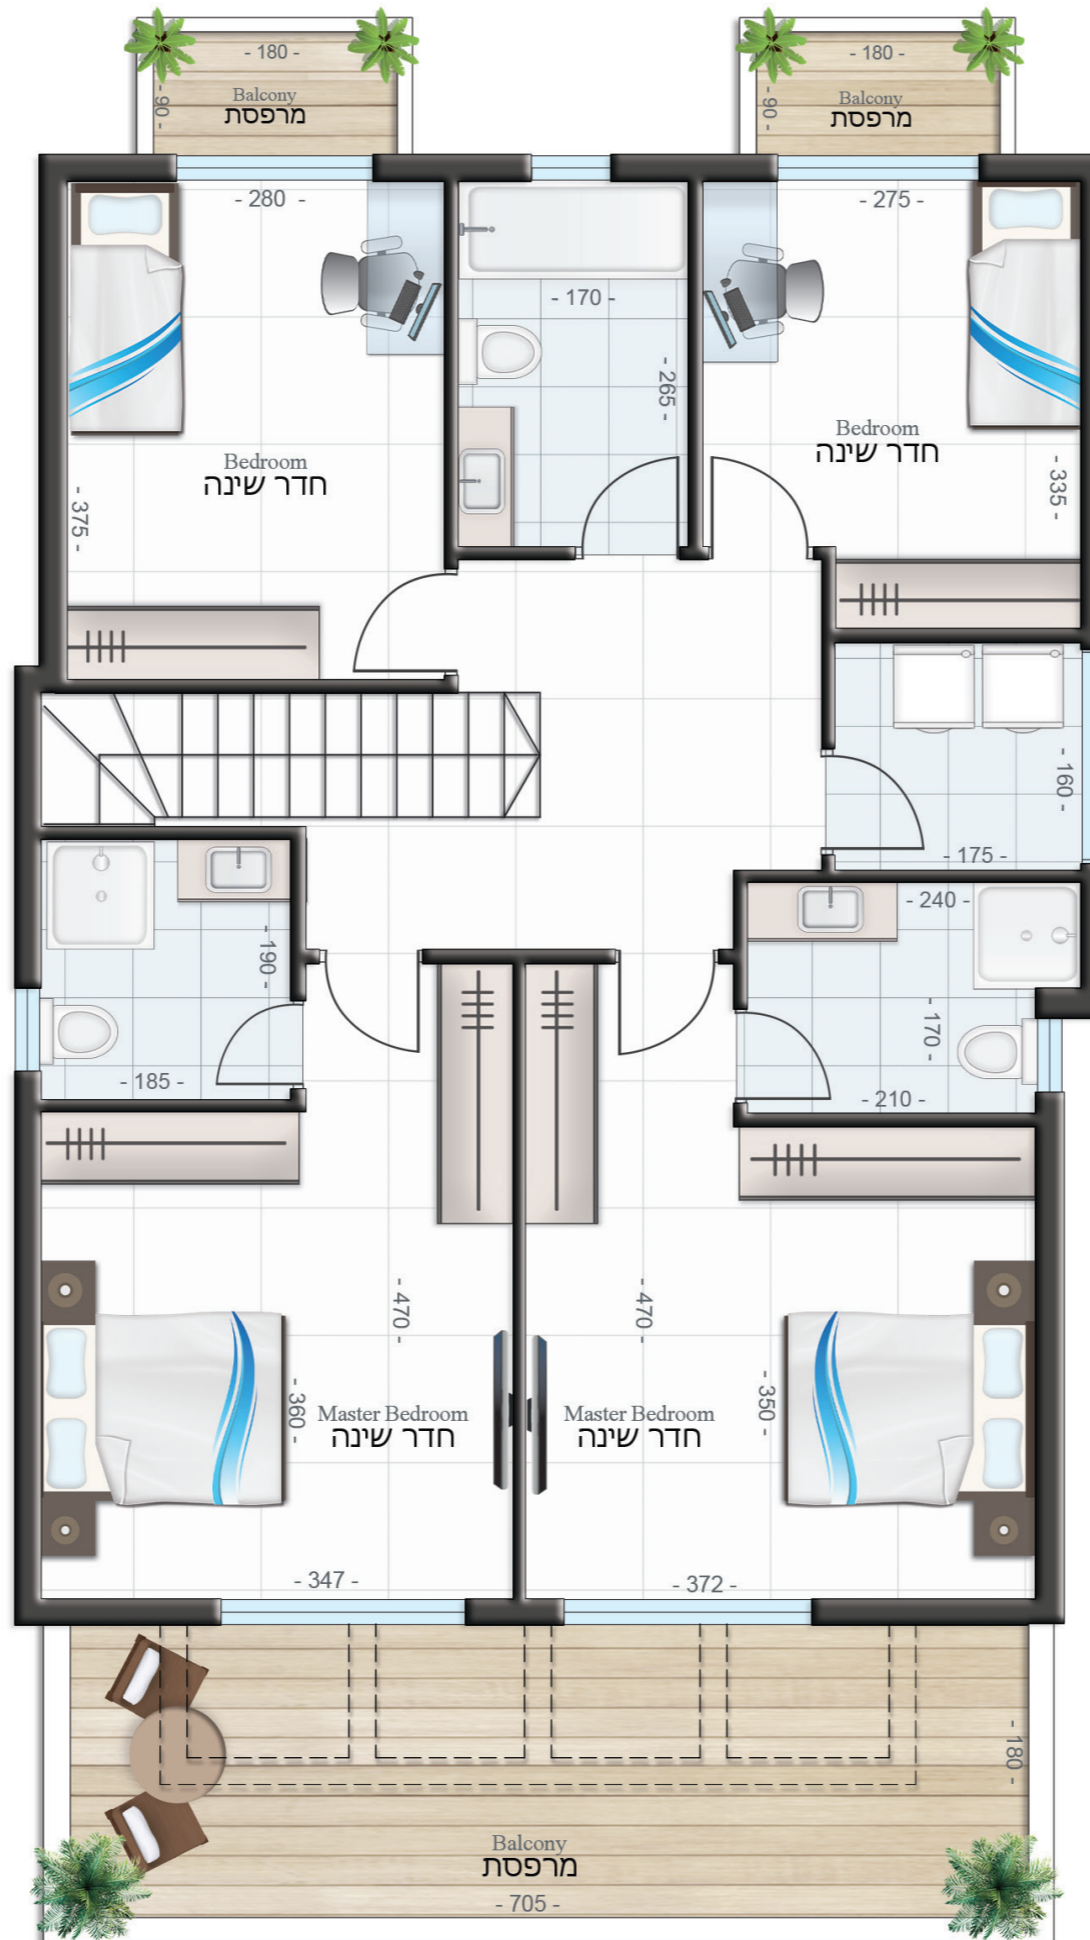 - 180 -
- 180 -
Balcony
מרפסת
- 90 -
Balcony
מרפסת
- 90 -
- 280 -
- 275 -
- 170 -
- 265 -
Bedroom
חדר שינה
Bedroom
חדר שינה
- 375 -
- 335 -
- 160 -
- 175 -
- 240 -
- 190 -
- 170 -
- 185 -
- 210 -
- 470 -
- 470 -
- 360 -
Master Bedroom
חדר שינה
Master Bedroom
חדר שינה
- 350 -
- 347 -
- 372 -
- 180 -
Balcony
מרפסת
- 705 -